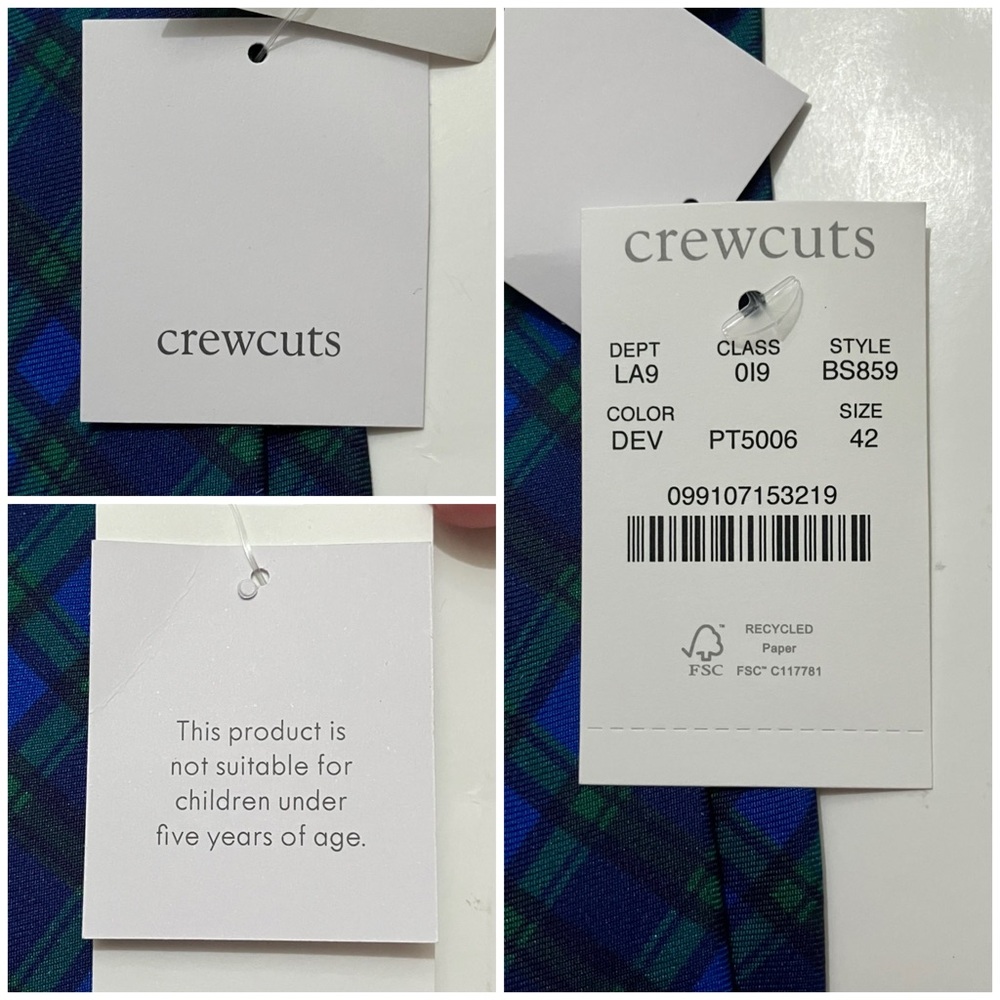 crewcuts
This product is
not suitable for
children under
five years of age.
crewcuts
DEPT CLASS STYLE
LA9 0I9 BS859
COLOR SIZE
DEV PT5006 42
099107153219
FSC™
RECYCLED
Paper
FSC™ C117781